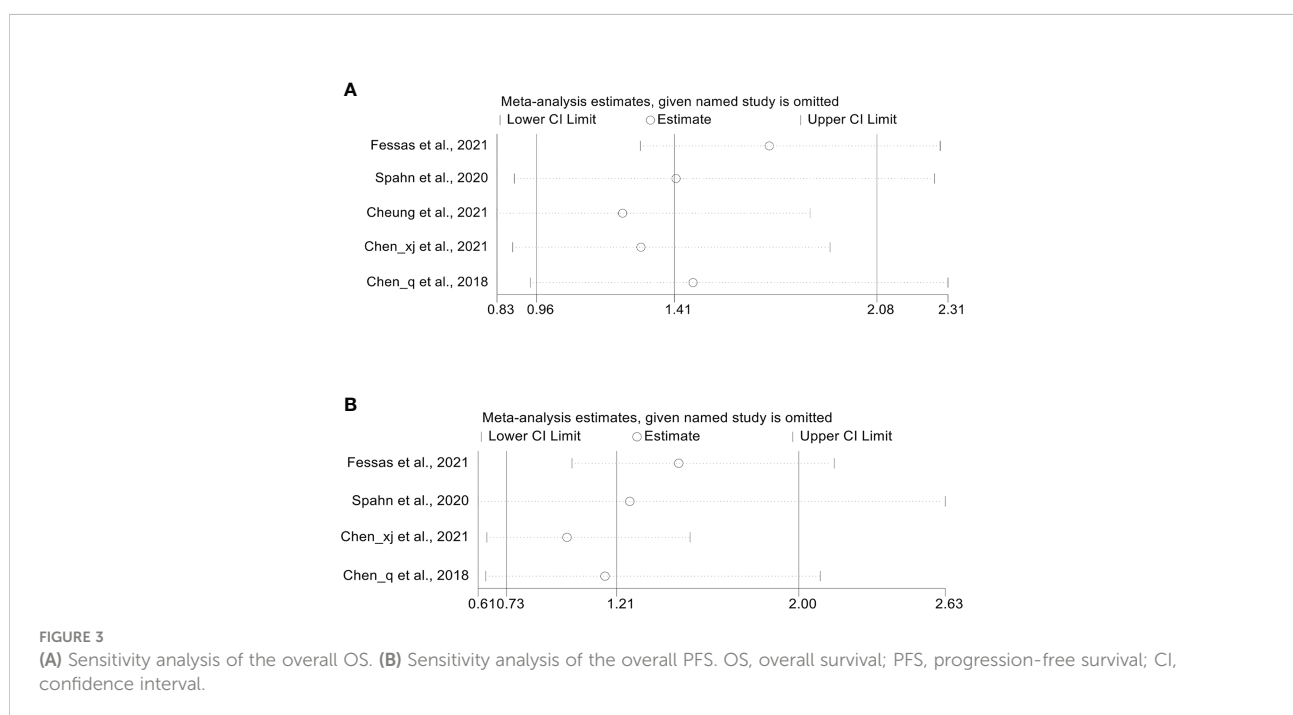 A
Meta-analysis estimates, given named study is omitted
Lower CI Limit Estimate Upper CI Limit
Fessas et al., 2021
Spahn et al., 2020
Cheung et al., 2021
Chen_xj et al., 2021
Chen_q et al., 2018
0.83 0.96 1.41 2.08 2.31
B
Meta-analysis estimates, given named study is omitted
Lower CI Limit Estimate Upper CI Limit
Fessas et al., 2021
Spahn et al., 2020
Chen_xj et al., 2021
Chen_q et al., 2018
0.610.73 1.21 2.00 2.63
FIGURE 3
(A) Sensitivity analysis of the overall OS. (B) Sensitivity analysis of the overall PFS. OS, overall survival; PFS, progression-free survival; CI,
confidence interval.